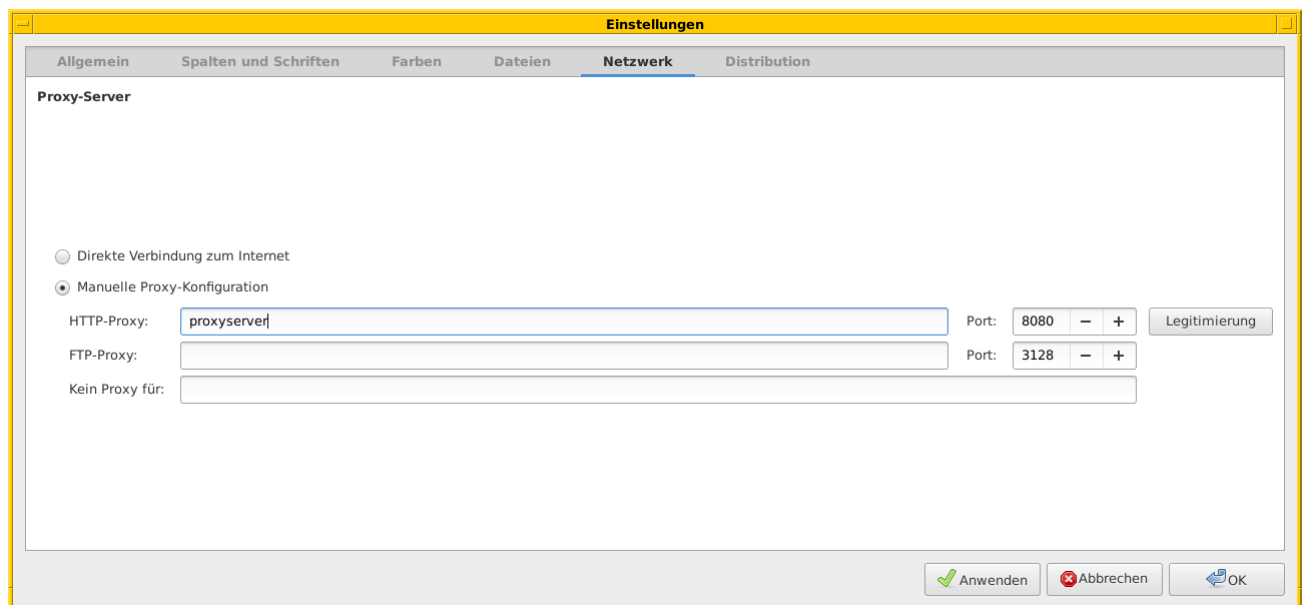 Einstellungen
Allgemein Spalten und Schriften Farben Dateien Netzwerk Distribution
Proxy-Server
Direkte Verbindung zum Internet
Manuelle Proxy-Konfiguration
HTTP-Proxy: proxyserver Port: 8080 − + Legitimierung
FTP-Proxy: Port: 3128 − +
Kein Proxy für:
Anwenden Abbrechen OK